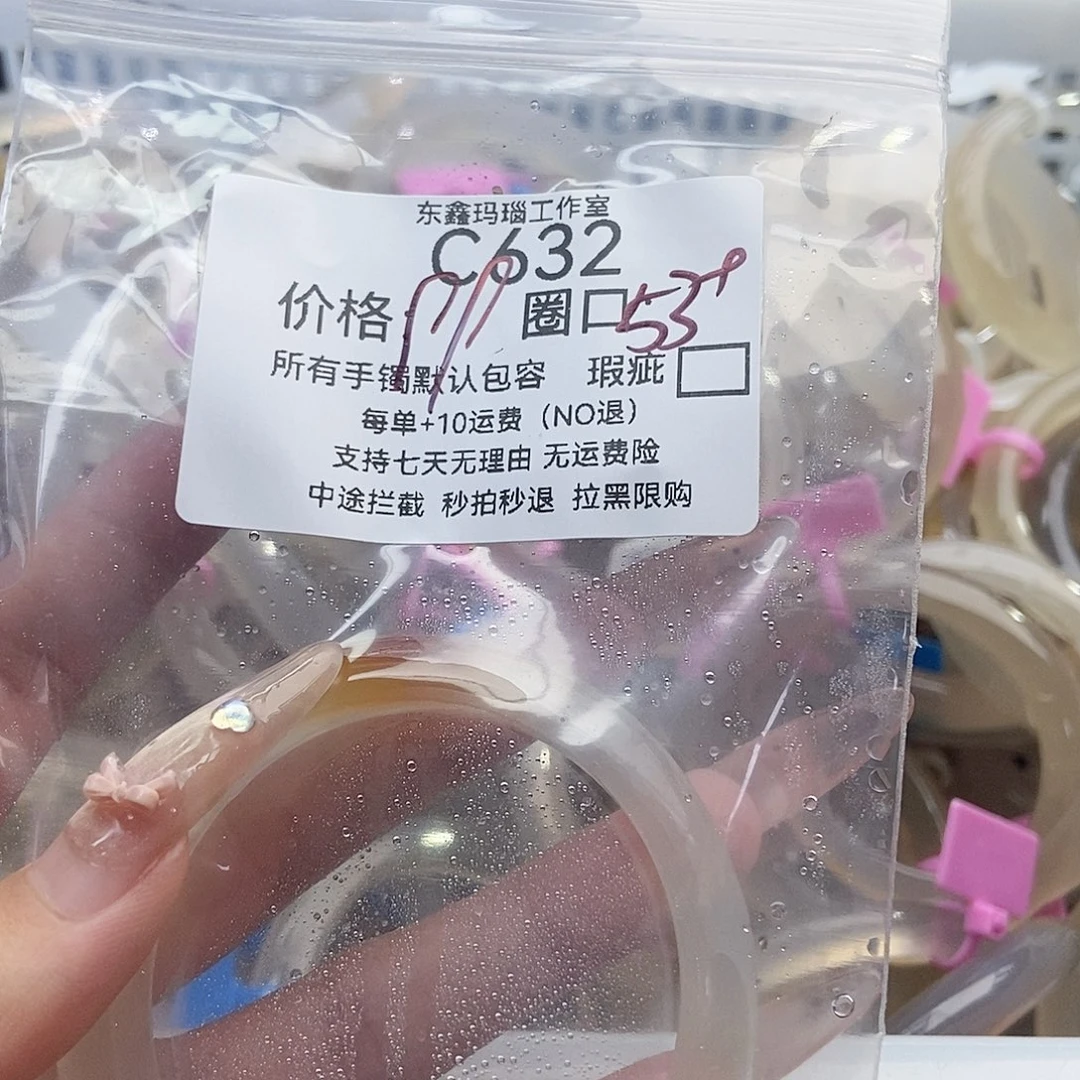 东鑫玛瑙工作室
C632
价格 圈口53
所有手镯默认包容 瑕疵
每单+10运费（NO退）
支持七天无理由 无运费险
中途拦截 秒拍秒退 拉黑限购